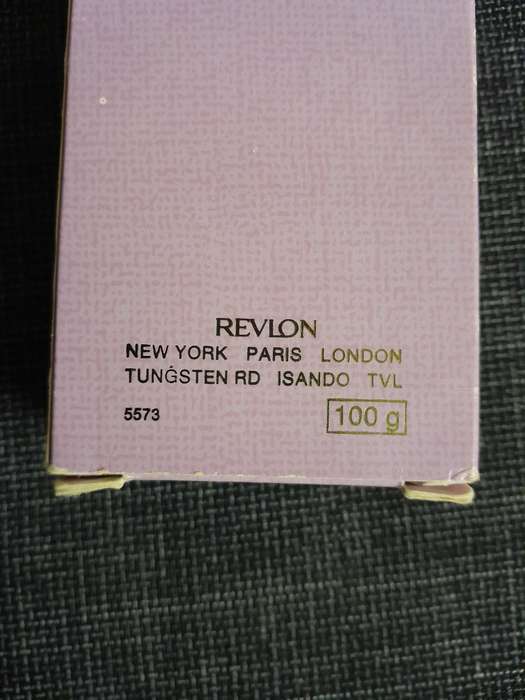 REVLON
NEW YORK PARIS LONDON
TUNGSTEN RD ISANDO TVL
5573 100 g